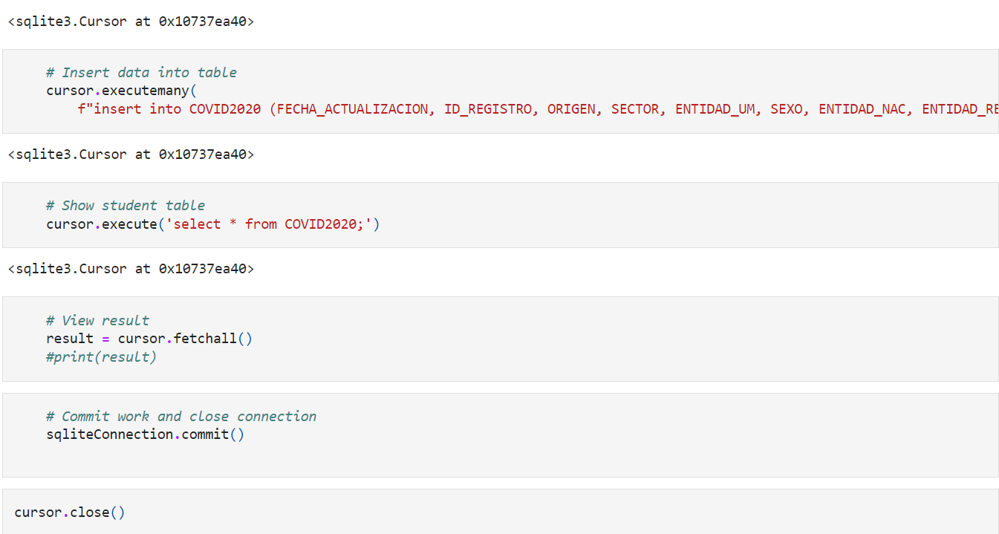 <sqlite3.Cursor at 0x10737ea40>
# Insert data into table
cursor.executemany(
f"insert into COVID2020 (FECHA_ACTUALIZACION, ID_REGISTRO, ORIGEN, SECTOR, ENTIDAD_UM, SEXO, ENTIDAD_NAC, ENTIDAD_RE
<sqlite3.Cursor at 0x10737ea40>
# Show student table
cursor.execute('select * from COVID2020;')
<sqlite3.Cursor at 0x10737ea40>
# View result
result = cursor.fetchall()
#print(result)
# Commit work and close connection
sqliteConnection.commit()
cursor.close()